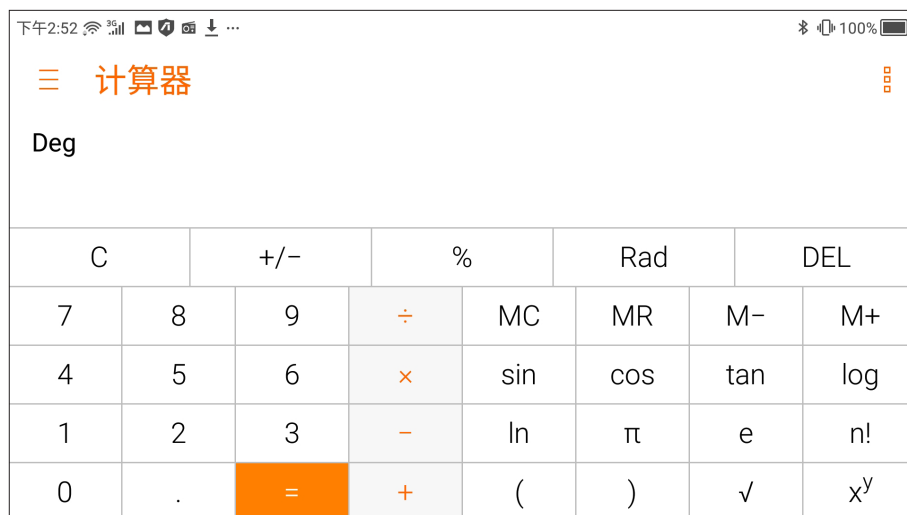 下午2:52 3G 100%
计算器
Deg
C +/− % Rad DEL
7 8 9 ÷ MC MR M− M+
4 5 6 × sin cos tan log
1 2 3 − ln π e n!
0 . = + ( ) √ xʸ